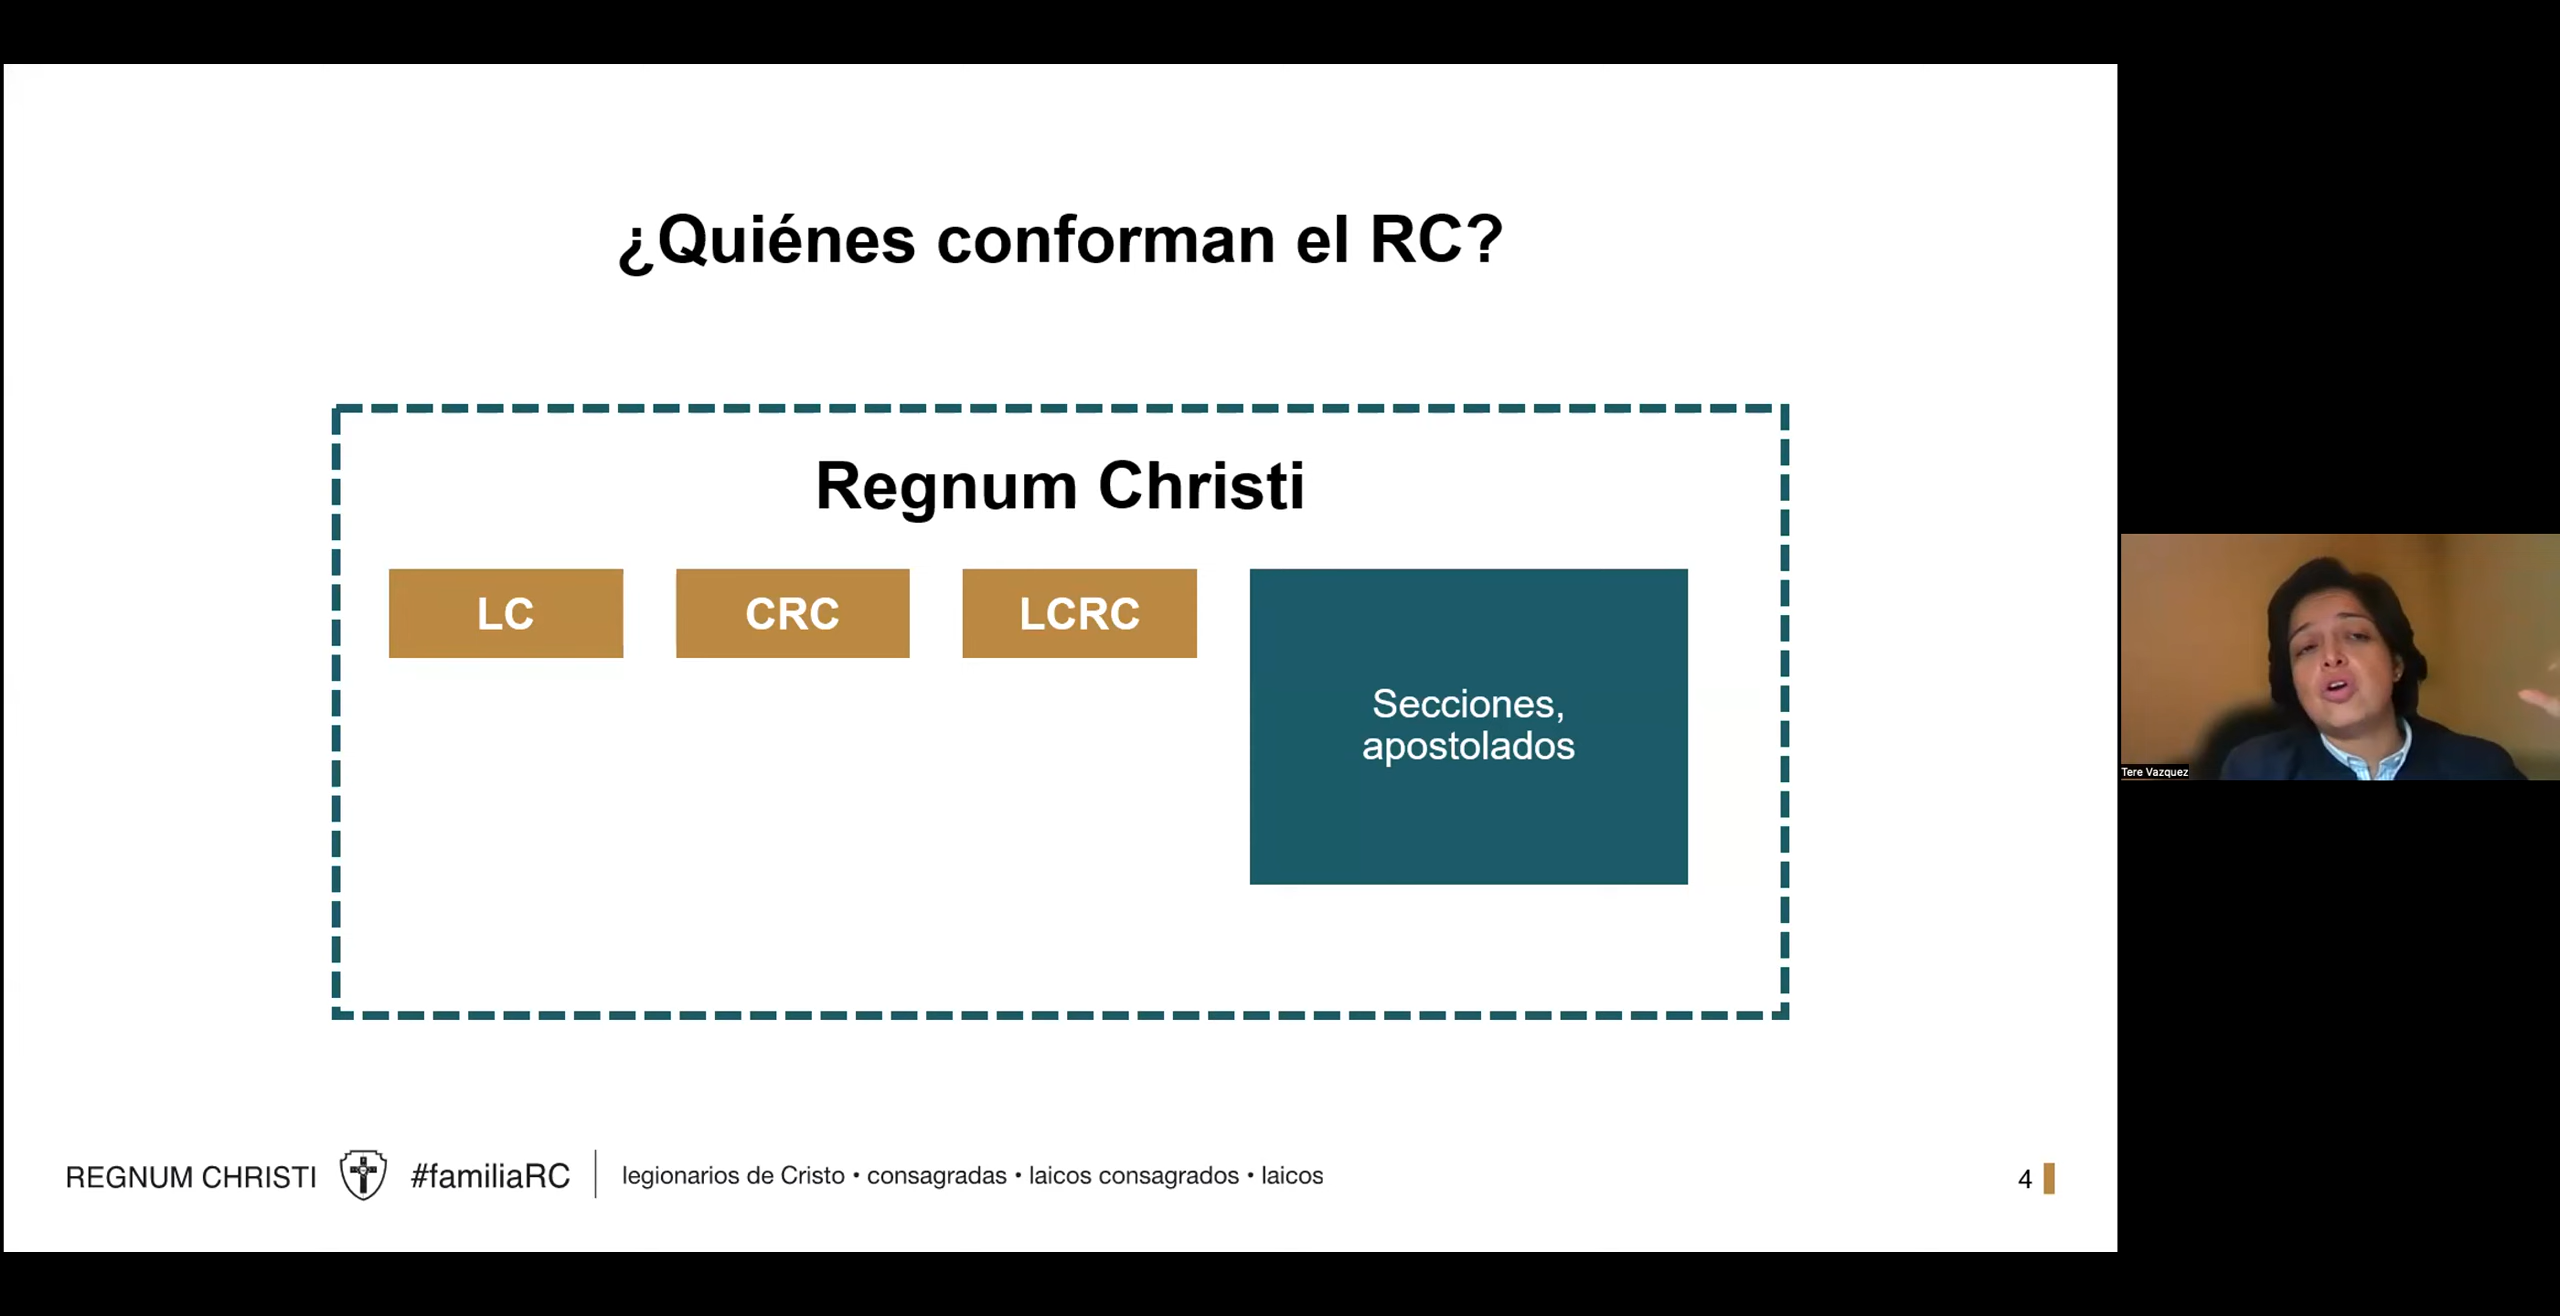 ¿Quiénes conforman el RC?
Regnum Christi
LC
CRC
LCRC
Secciones,
apostolados
Tere Vazquez
REGNUM CHRISTI #familiaRC legionarios de Cristo • consagradas • laicos consagrados • laicos
4